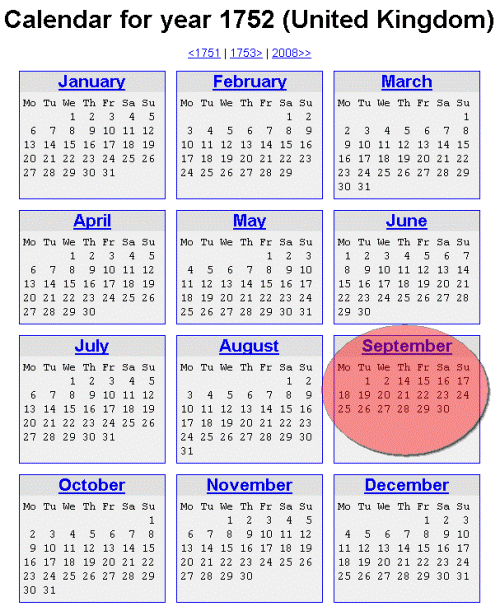 Calendar for year 1752 (United Kingdom)
<1751 | 1753> | 2008>>
January
Mo Tu We Th Fr Sa Su
1 2 3 4 5
6 7 8 9 10 11 12
13 14 15 16 17 18 19
20 21 22 23 24 25 26
27 28 29 30 31
February
Mo Tu We Th Fr Sa Su
1 2
3 4 5 6 7 8 9
10 11 12 13 14 15 16
17 18 19 20 21 22 23
24 25 26 27 28 29
March
Mo Tu We Th Fr Sa Su
1
2 3 4 5 6 7 8
9 10 11 12 13 14 15
16 17 18 19 20 21 22
23 24 25 26 27 28 29
30 31
April
Mo Tu We Th Fr Sa Su
1 2 3 4 5
6 7 8 9 10 11 12
13 14 15 16 17 18 19
20 21 22 23 24 25 26
27 28 29 30
May
Mo Tu We Th Fr Sa Su
1 2 3
4 5 6 7 8 9 10
11 12 13 14 15 16 17
18 19 20 21 22 23 24
25 26 27 28 29 30 31
June
Mo Tu We Th Fr Sa Su
1 2 3 4 5 6 7
8 9 10 11 12 13 14
15 16 17 18 19 20 21
22 23 24 25 26 27 28
29 30
July
Mo Tu We Th Fr Sa Su
1 2 3 4 5
6 7 8 9 10 11 12
13 14 15 16 17 18 19
20 21 22 23 24 25 26
27 28 29 30 31
August
Mo Tu We Th Fr Sa Su
1 2
3 4 5 6 7 8 9
10 11 12 13 14 15 16
17 18 19 20 21 22 23
24 25 26 27 28 29 30
31
September
Mo Tu We Th Fr Sa Su
1 2 14 15 16 17
18 19 20 21 22 23 24
25 26 27 28 29 30
October
Mo Tu We Th Fr Sa Su
1
2 3 4 5 6 7 8
9 10 11 12 13 14 15
16 17 18 19 20 21 22
23 24 25 26 27 28 29
30 31
November
Mo Tu We Th Fr Sa Su
1 2 3 4 5
6 7 8 9 10 11 12
13 14 15 16 17 18 19
20 21 22 23 24 25 26
27 28 29 30
December
Mo Tu We Th Fr Sa Su
1 2 3
4 5 6 7 8 9 10
11 12 13 14 15 16 17
18 19 20 21 22 23 24
25 26 27 28 29 30 31